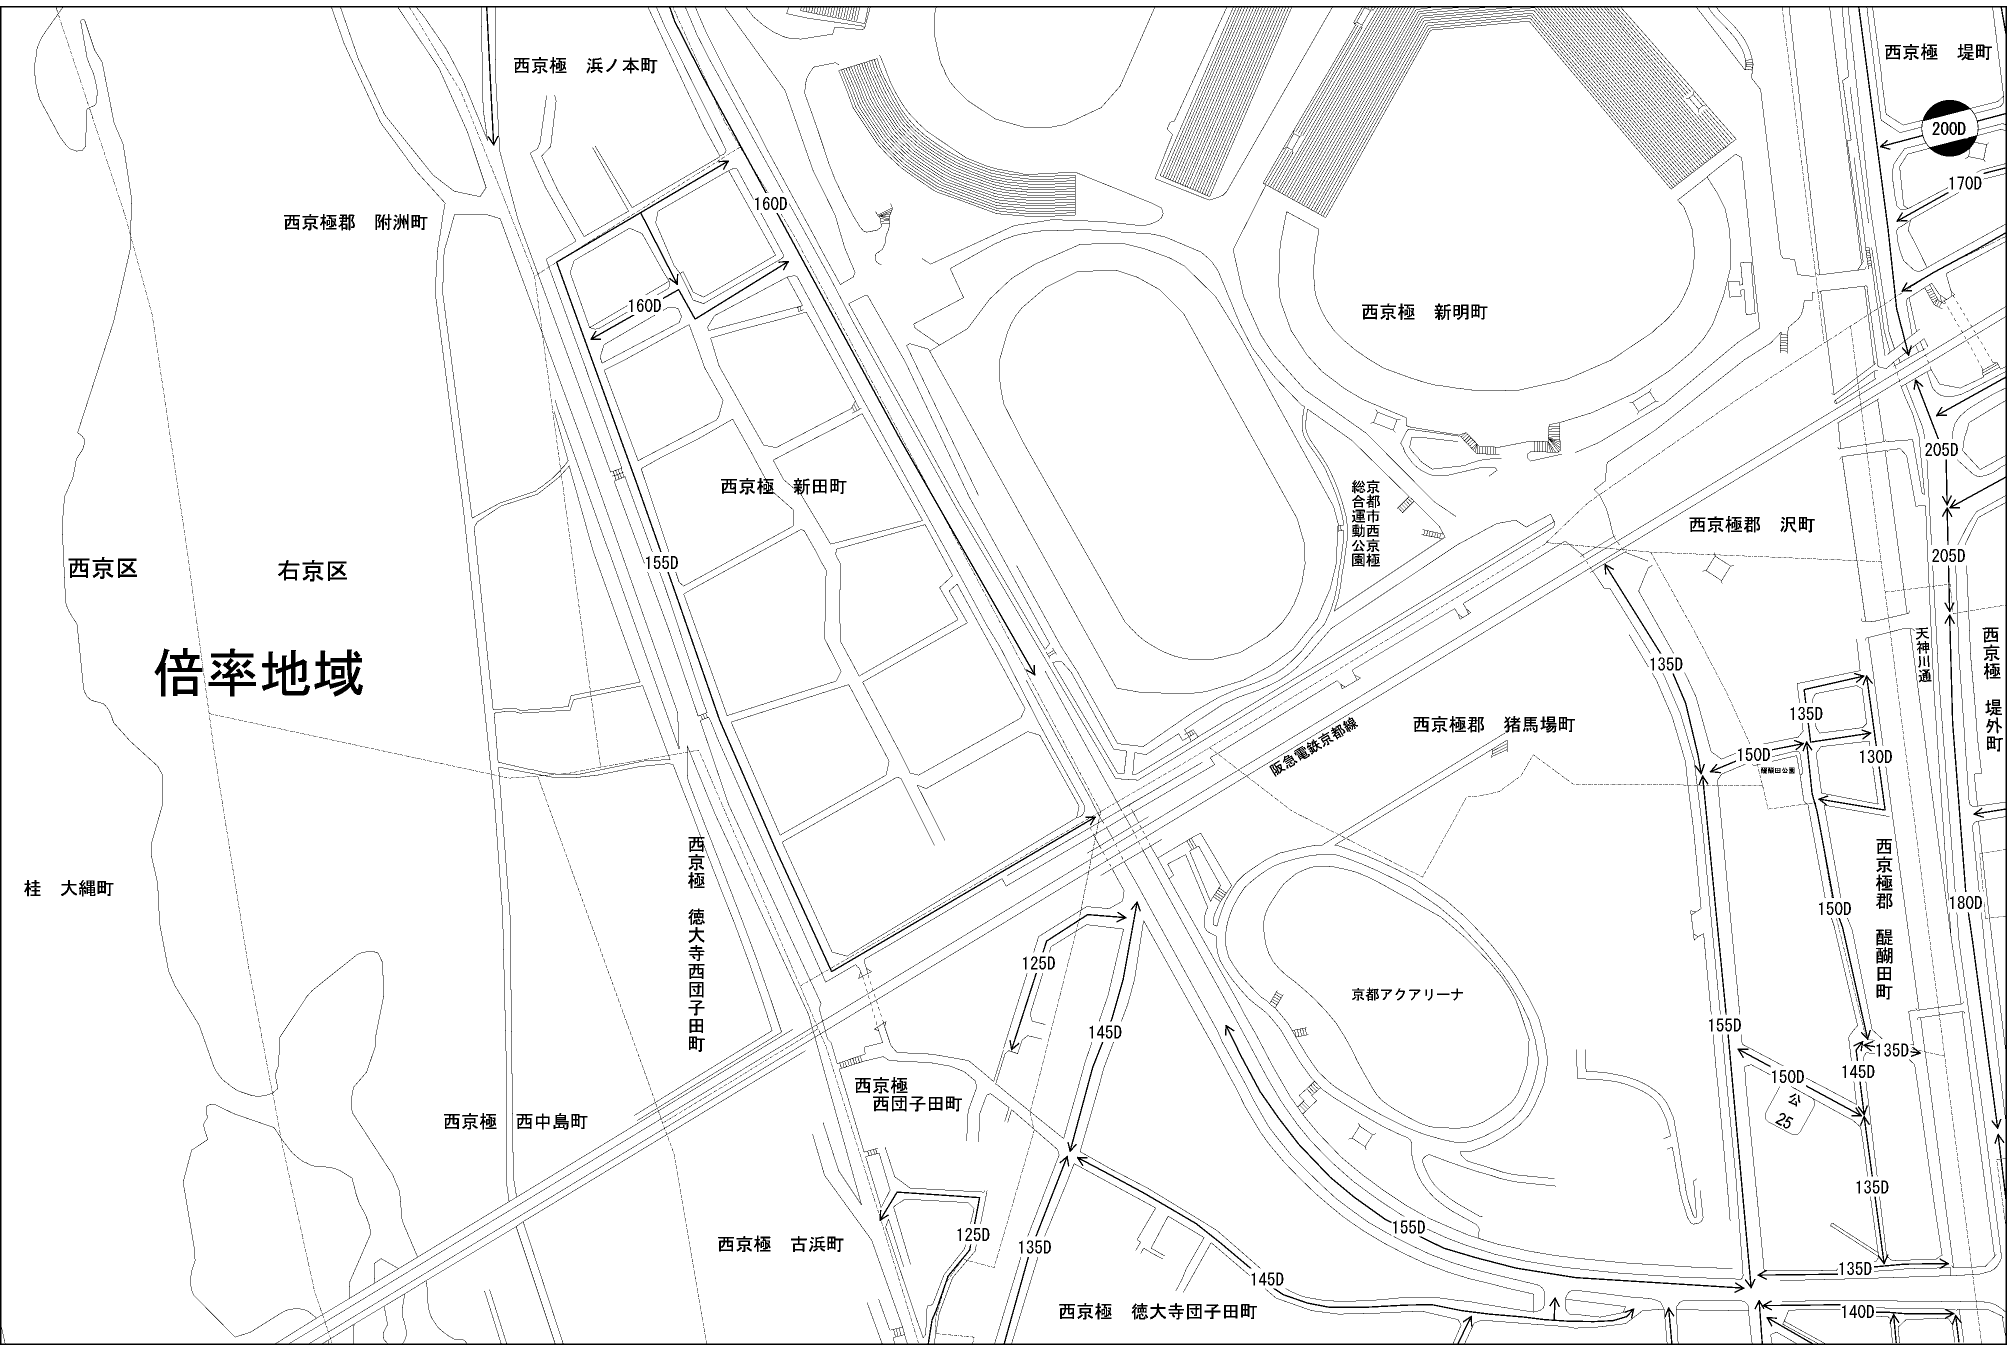 西京極　浜ノ本町
西京極　堤町
200D
170D
160D
西京極郡　附洲町
160D
西京極　新明町
205D
西京極　新田町
京都市西京極
総合運動公園
西京極郡　沢町
205D
155D
西京区
右京区
倍率地域
天神川通
西京極　堤外町
135D
135D
西京極郡　猪馬場町
阪急電鉄京都線
150D
130D
醍醐田公園
西京極　徳大寺西団子田町
西京極郡　醍醐田町
桂　大縄町
150D
180D
125D
京都アクアリーナ
145D
155D
135D
145D
150D
公
25
西京極
西団子田町
西京極　西中島町
135D
155D
西京極　古浜町
125D
135D
145D
135D
西京極　徳大寺団子田町
140D